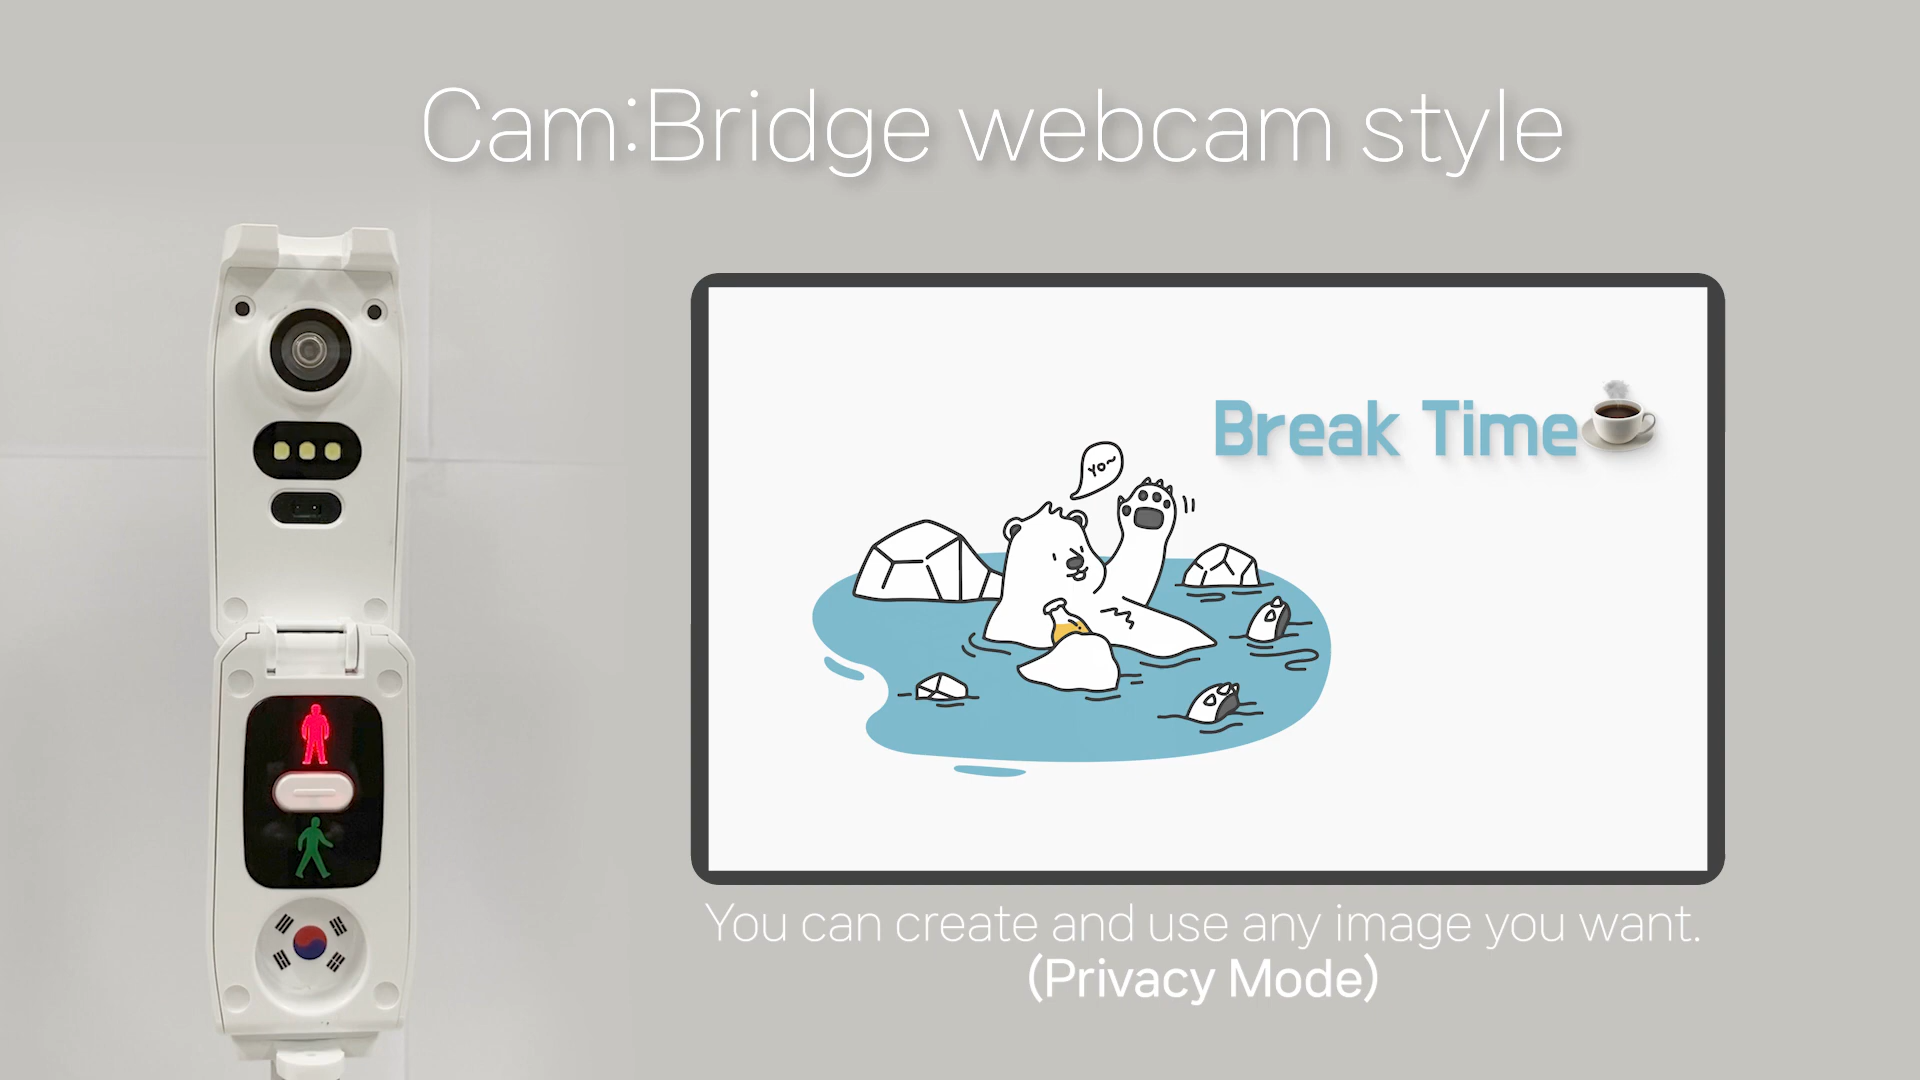 Cam:Bridge webcam style
Break Time
Yo~
You can create and use any image you want.
(Privacy Mode)